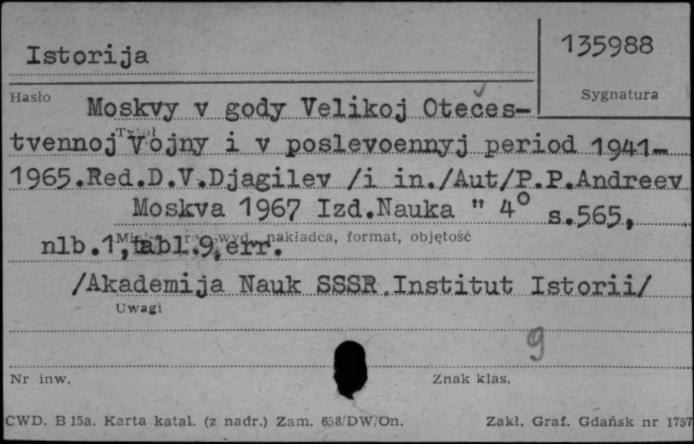 Istorija
135988
Hasło
Sygnatura
Moskvy v gody Velikoj Otečes-
Tytuł
tvennoj Vojny i v poslevoennyj period 1941-
1965.Red.D.V.Djagilev /i in./Aut/P.P.Andreev
Moskva 1967 Izd.Nauka " 4° s.565,
nakładca, format, objętość
nlb.1, tabl.9, err.
/Akademija Nauk SSSR.Institut Istorii/
Uwagi
9
Nr inw.
Znak klas.
CWD. B 15a. Karta katal. (z nadr.) Zam. 658/DW/On.
Zakł. Graf. Gdańsk nr 1757